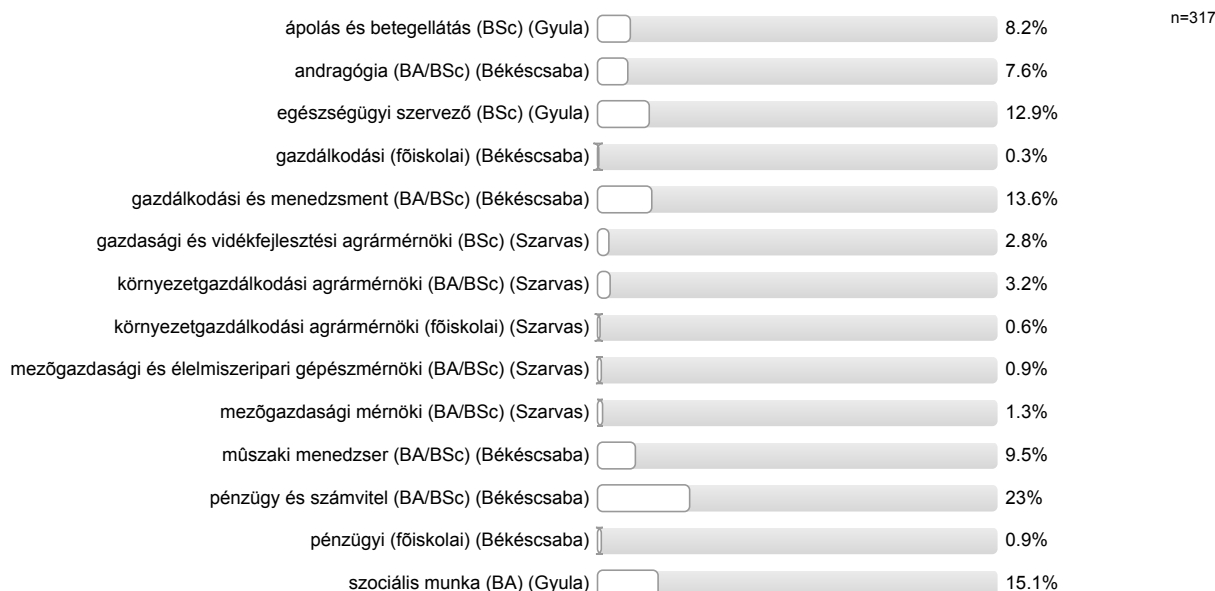 n=317
ápolás és betegellátás (BSc) (Gyula) 8.2%
andragógia (BA/BSc) (Békéscsaba) 7.6%
egészségügyi szervező (BSc) (Gyula) 12.9%
gazdálkodási (fõiskolai) (Békéscsaba) 0.3%
gazdálkodási és menedzsment (BA/BSc) (Békéscsaba) 13.6%
gazdasági és vidékfejlesztési agrármérnöki (BSc) (Szarvas) 2.8%
környezetgazdálkodási agrármérnöki (BA/BSc) (Szarvas) 3.2%
környezetgazdálkodási agrármérnöki (fõiskolai) (Szarvas) 0.6%
mezõgazdasági és élelmiszeripari gépészmérnöki (BA/BSc) (Szarvas) 0.9%
mezõgazdasági mérnöki (BA/BSc) (Szarvas) 1.3%
mûszaki menedzser (BA/BSc) (Békéscsaba) 9.5%
pénzügy és számvitel (BA/BSc) (Békéscsaba) 23%
pénzügyi (fõiskolai) (Békéscsaba) 0.9%
szociális munka (BA) (Gyula) 15.1%